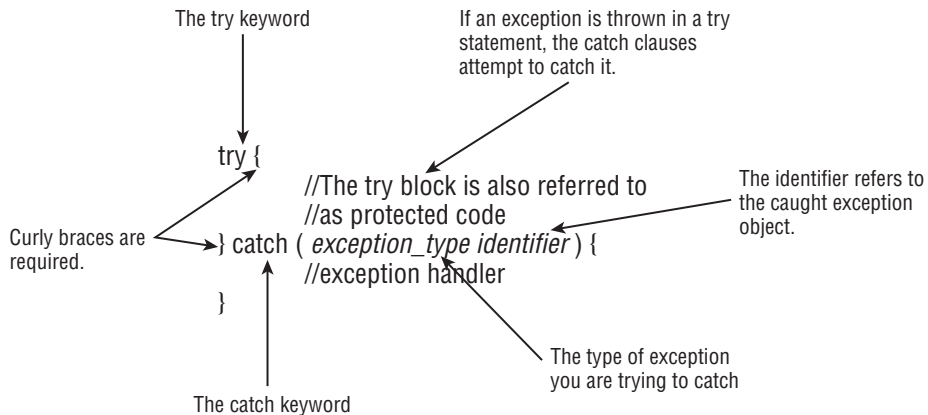 The try keyword
If an exception is thrown in a try
statement, the catch clauses
attempt to catch it.
try {
//The try block is also referred to
//as protected code
The identifier refers to
the caught exception
object.
Curly braces are
required.
} catch ( exception_type identifier ) {
//exception handler
}
The type of exception
you are trying to catch
The catch keyword